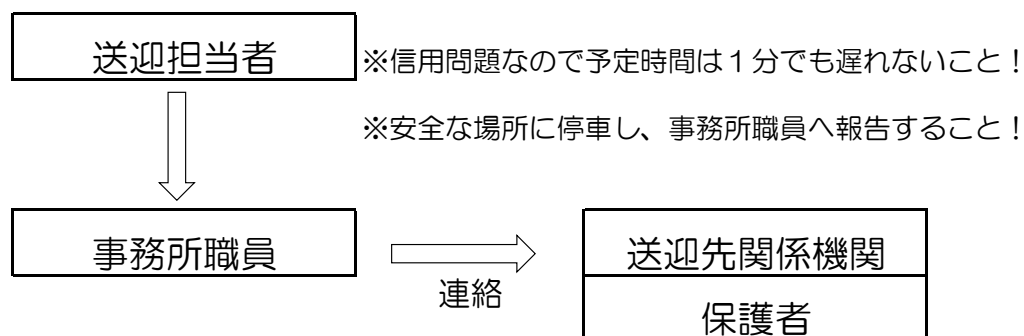 送迎担当者
※信用問題なので予定時間は１分でも遅れないこと！
※安全な場所に停車し、事務所職員へ報告すること！
事務所職員
連絡
送迎先関係機関
保護者